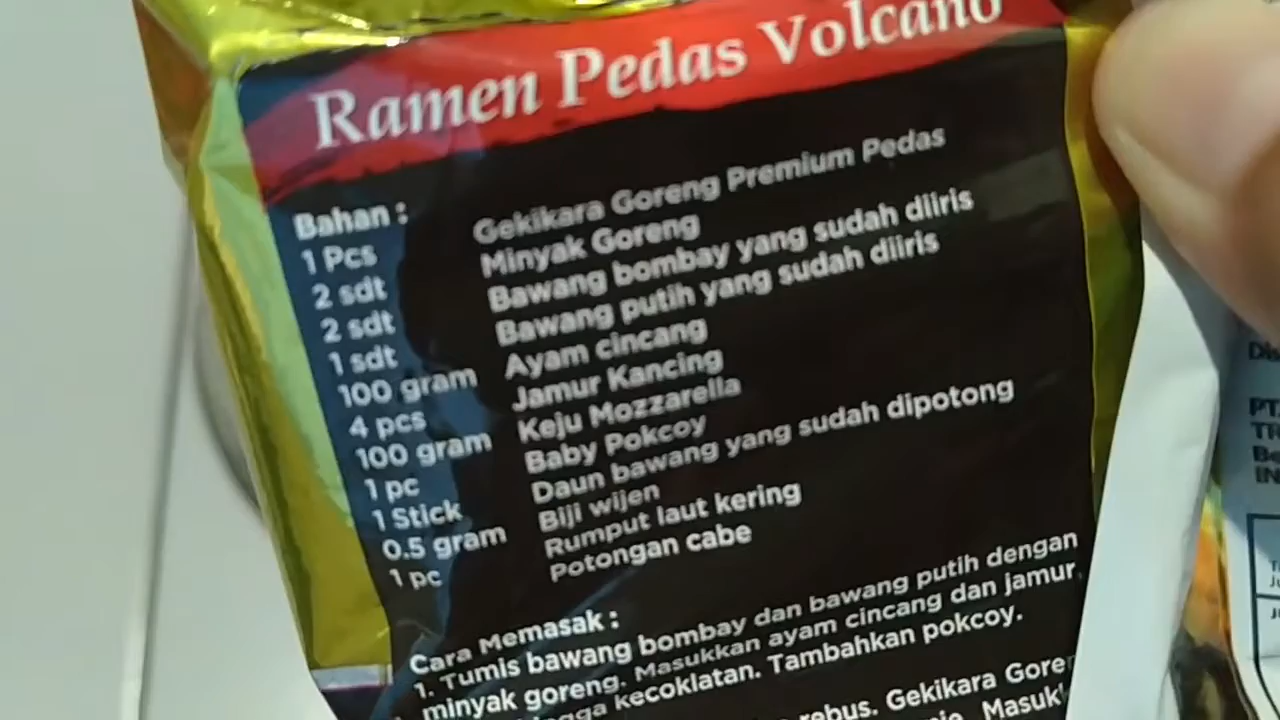 Ramen Pedas Volcano
Bahan :
1 Pcs Gekikara Goreng Premium Pedas
2 sdt Minyak Goreng
2 sdt Bawang bombay yang sudah diiris
1 sdt Bawang putih yang sudah diiris
100 gram Ayam cincang
4 pcs Jamur Kancing
100 gram Keju Mozzarella
1 pc Baby Pokcoy
1 Stick Daun bawang yang sudah dipotong
0.5 gram Biji wijen
1 pc Rumput laut kering
Potongan cabe
Cara Memasak :
1. Tumis bawang bombay dan bawang putih dengan
minyak goreng. Masukkan ayam cincang dan jamur,
kecoklatan. Tambahkan pokcoy.
rebus. Gekikara
PT